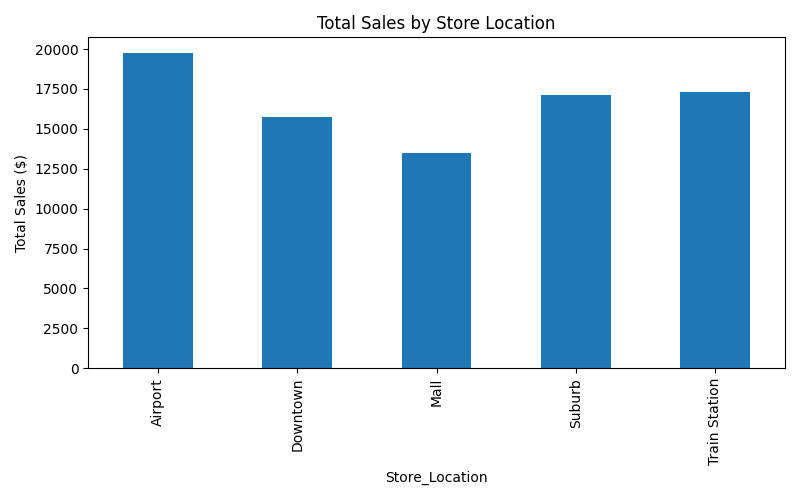 Total Sales by Store Location
Total Sales ($)
20000
17500
15000
12500
10000
7500
5000
2500
0
Airport
Downtown
Mall
Suburb
Train Station
Store_Location